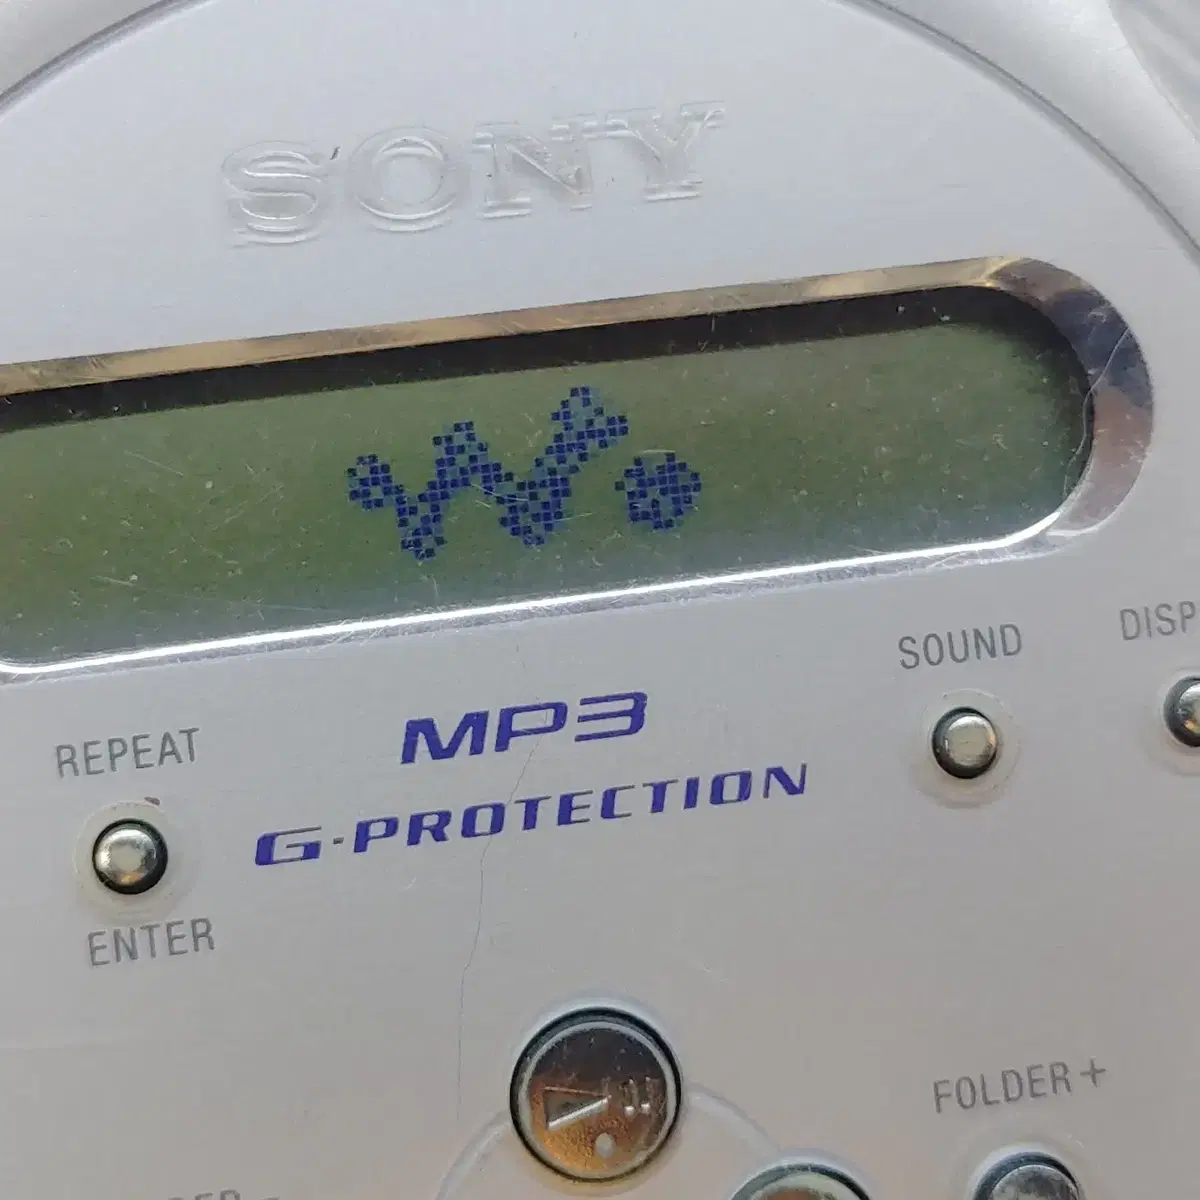 SONY
SOUND
DISP
MP3
REPEAT
G-PROTECTION
ENTER
FOLDER +